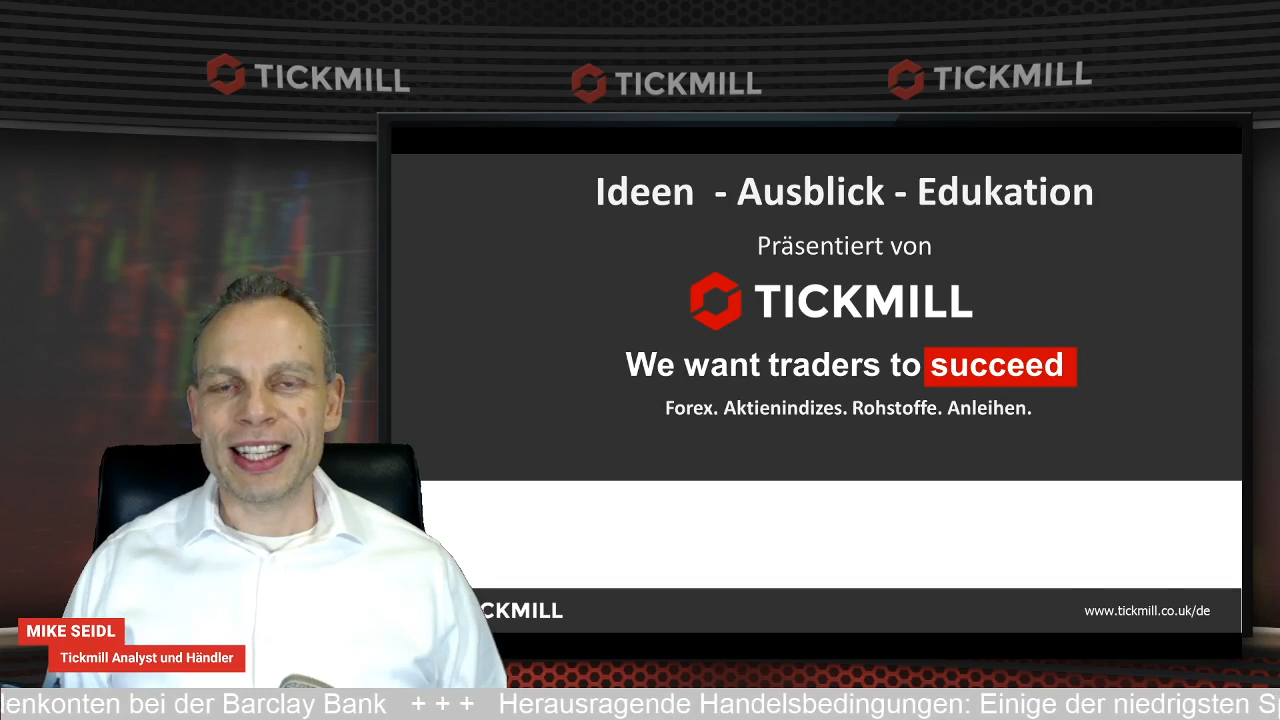 TICKMILL TICKMILL TICKMILL
Ideen - Ausblick - Edukation
Präsentiert von
TICKMILL
We want traders to succeed
Forex. Aktienindizes. Rohstoffe. Anleihen.
CKMILL
www.tickmill.co.uk/de
MIKE SEIDL
Tickmill Analyst und Händler
enkonten bei der Barclay Bank + + + Herausragende Handelsbedingungen: Einige der niedrigsten S